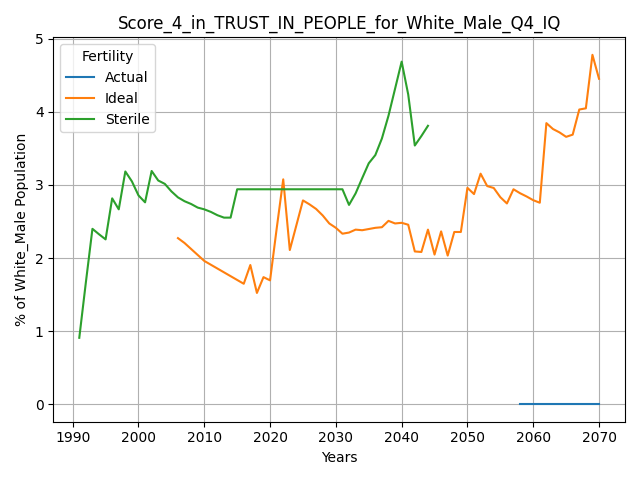 Score_4_in_TRUST_IN_PEOPLE_for_White_Male_Q4_IQ
Fertility
Actual
Ideal
Sterile
% of White_Male Population
5
4
3
2
1
0
1990 2000 2010 2020 2030 2040 2050 2060 2070
Years